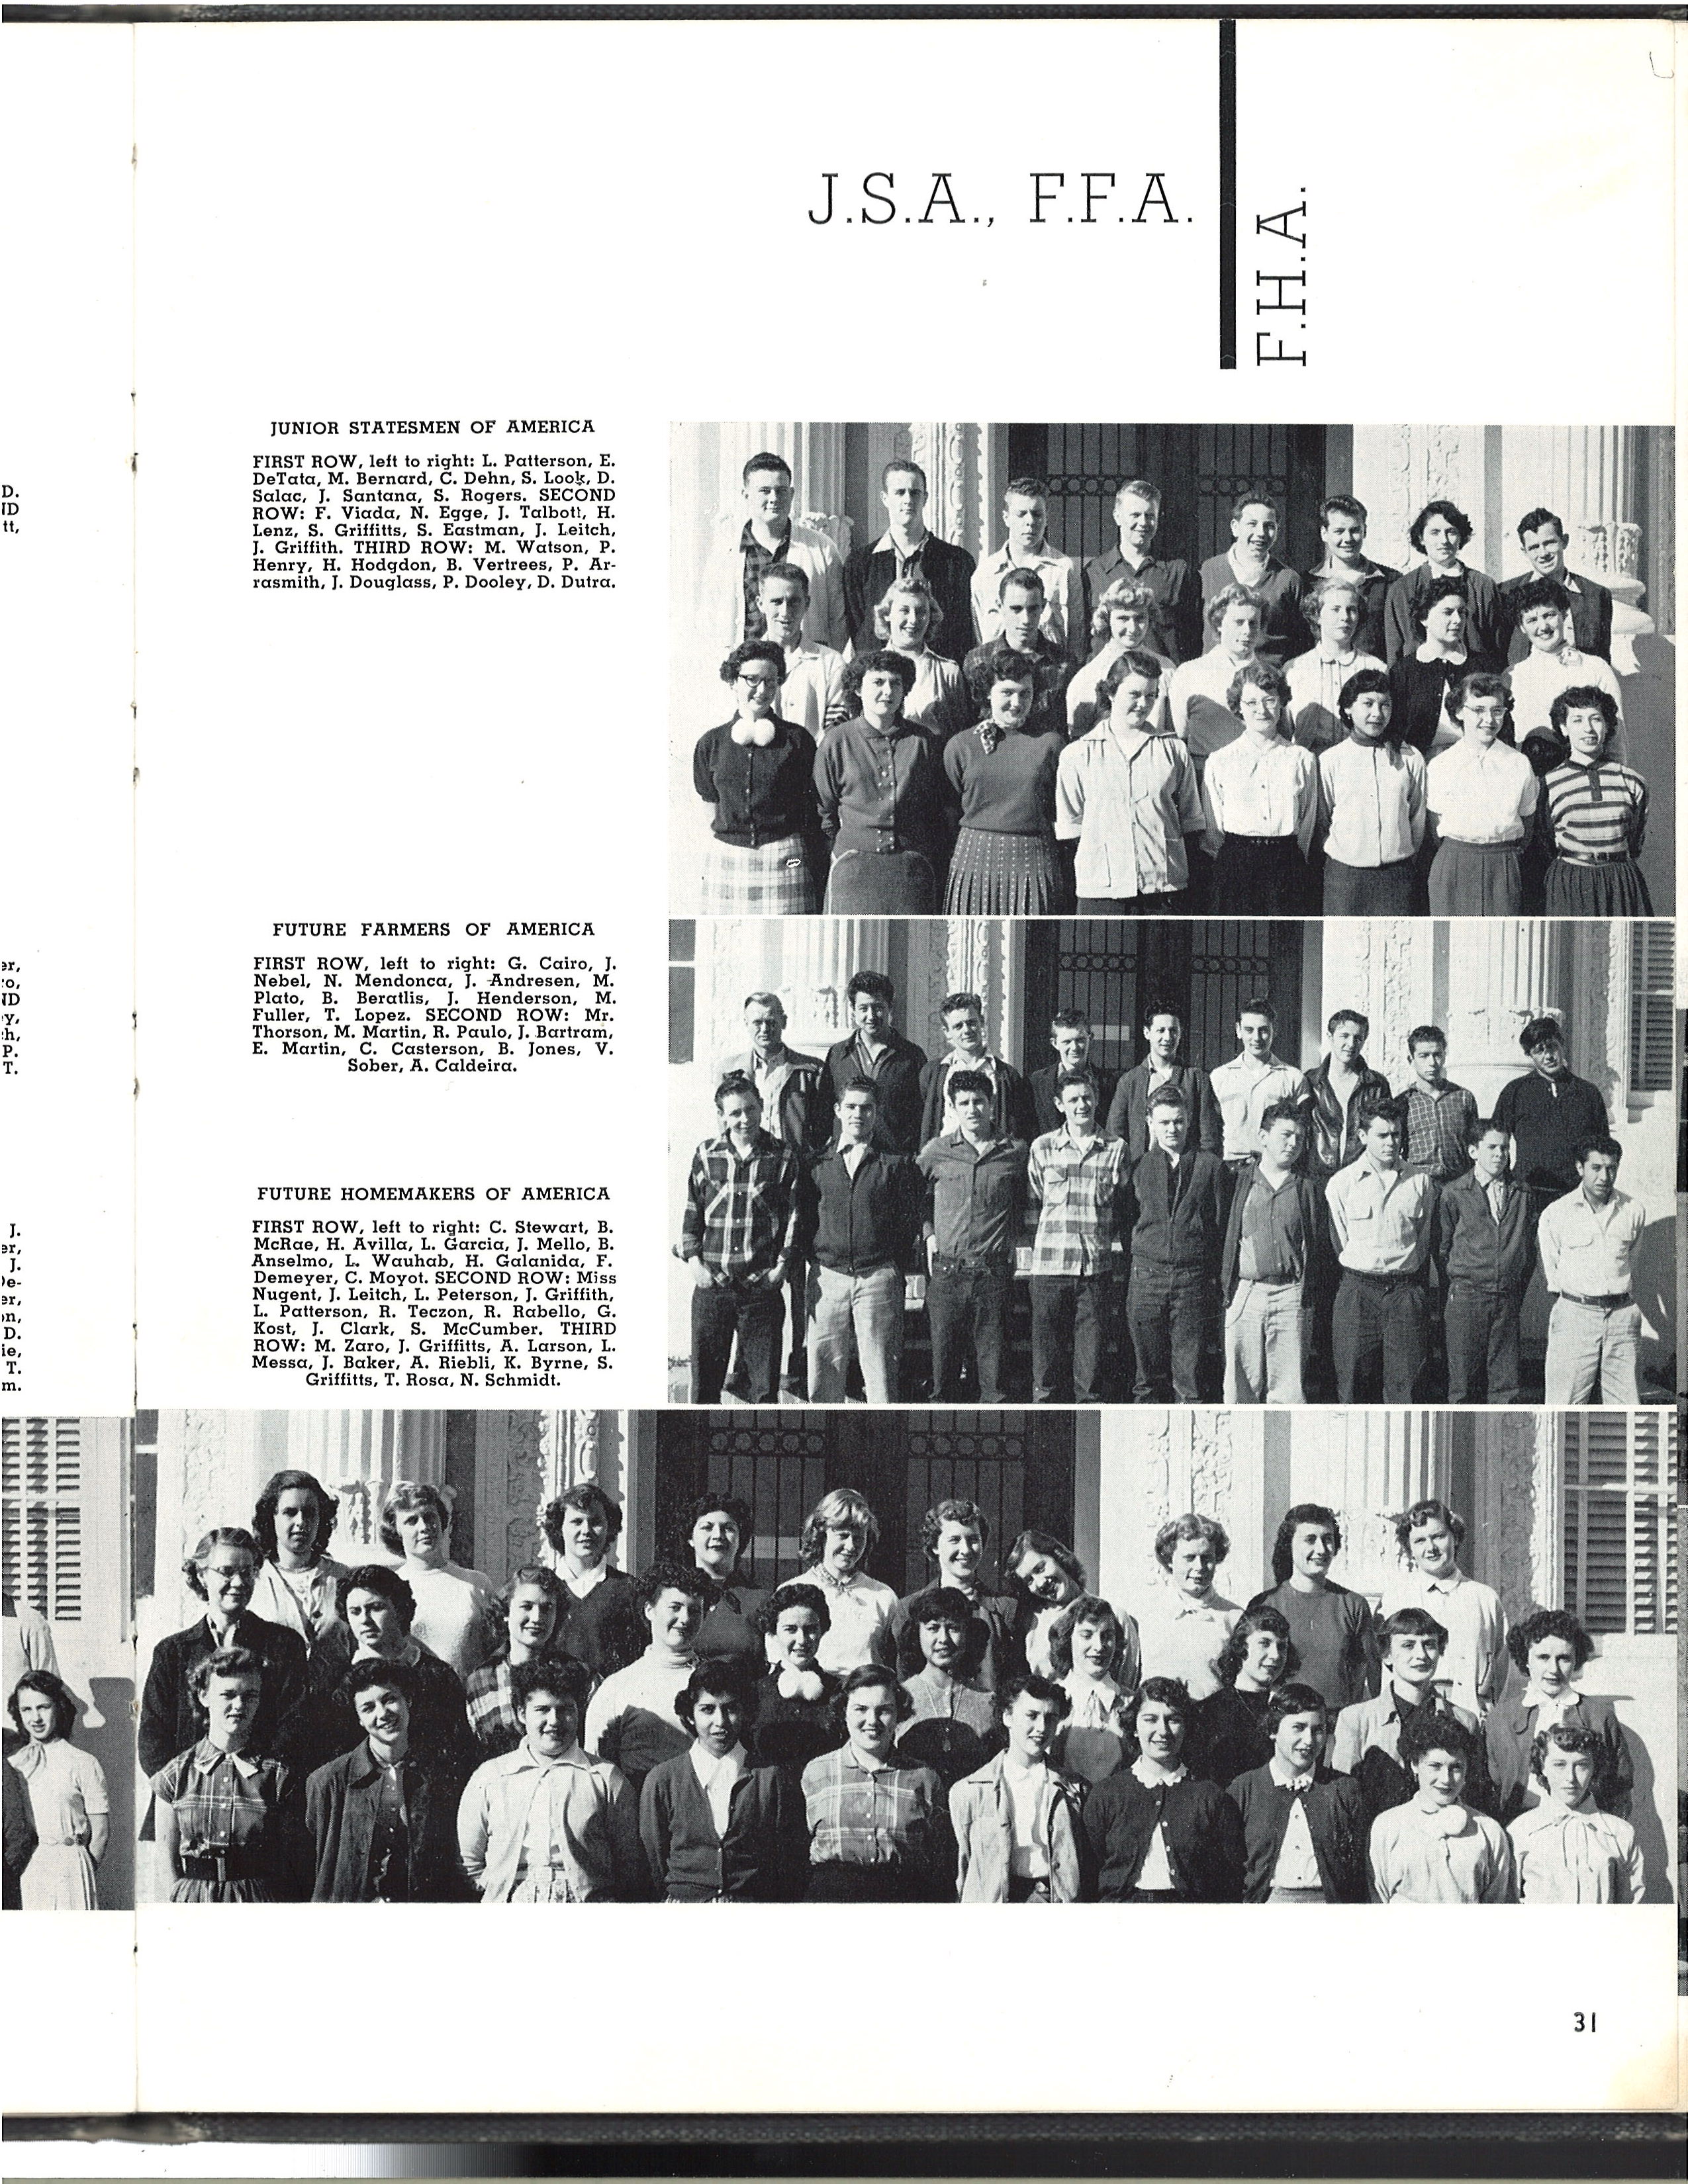 J.S.A., F.F.A.
F.H.A.
JUNIOR STATESMEN OF AMERICA
FIRST ROW, left to right: L. Patterson, E.
DeTata, M. Bernard, C. Dehn, S. Look, D.
Salac, J. Santana, S. Rogers. SECOND
ROW: F. Viada, N. Egge, J. Talbott, H.
Lenz, S. Griffitts, S. Eastman, J. Leitch,
J. Griffith. THIRD ROW: M. Watson, P.
Henry, H. Hodgdon, B. Vertrees, P. Ar-
rasmith, J. Douglass, P. Dooley, D. Dutra.
FUTURE FARMERS OF AMERICA
FIRST ROW, left to right: G. Cairo, J.
Nebel, N. Mendonca, J. Andresen, M.
Plato, B. Beratlis, J. Henderson, M.
Fuller, T. Lopez. SECOND ROW: Mr.
Thorson, M. Martin, R. Paulo, J. Bartram,
E. Martin, C. Casterson, B. Jones, V.
Sober, A. Caldeira.
FUTURE HOMEMAKERS OF AMERICA
FIRST ROW, left to right: C. Stewart, B.
McRae, H. Avilla, L. Garcia, J. Mello, B.
Anselmo, L. Wauhab, H. Galanida, F.
Demeyer, C. Moyot. SECOND ROW: Miss
Nugent, J. Leitch, L. Peterson, J. Griffith,
L. Patterson, R. Teczon, R. Rabello, G.
Kost, J. Clark, S. McCumber. THIRD
ROW: M. Zaro, J. Griffitts, A. Larson, L.
Messa, J. Baker, A. Riebli, K. Byrne, S.
Griffitts, T. Rosa, N. Schmidt.
31